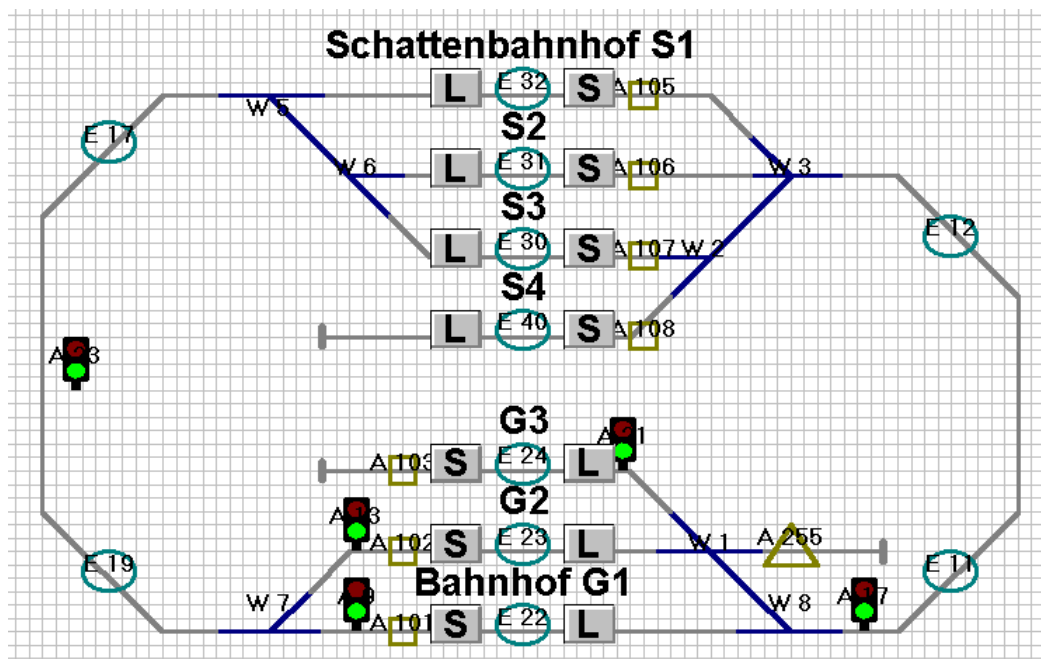 Schattenbahnhof S1
L E 32 S A 105
W 5
E 17
S2
W 6 L E 31 S A 106 W 3
S3
E 12
L E 30 S A 107 W 2
S4
L E 40 S A 108
G3
A 103 S E 24 L
G2
A 102 S E 23 L W 1 A 255
E 19 Bahnhof G1 E 11
W 7 W 8
A 101 S E 22 L